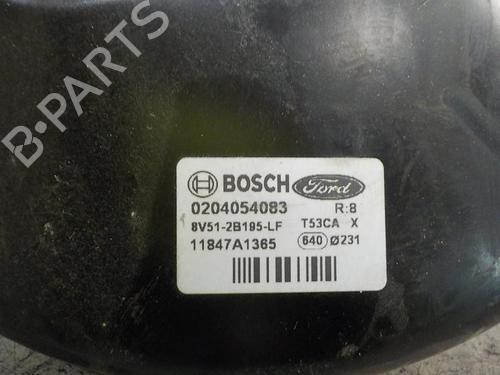 B-PARTS
BOSCH Ford
0204054083 R:8
8V51-2B195-LF T53CA X
11847A1365 640 Ø231